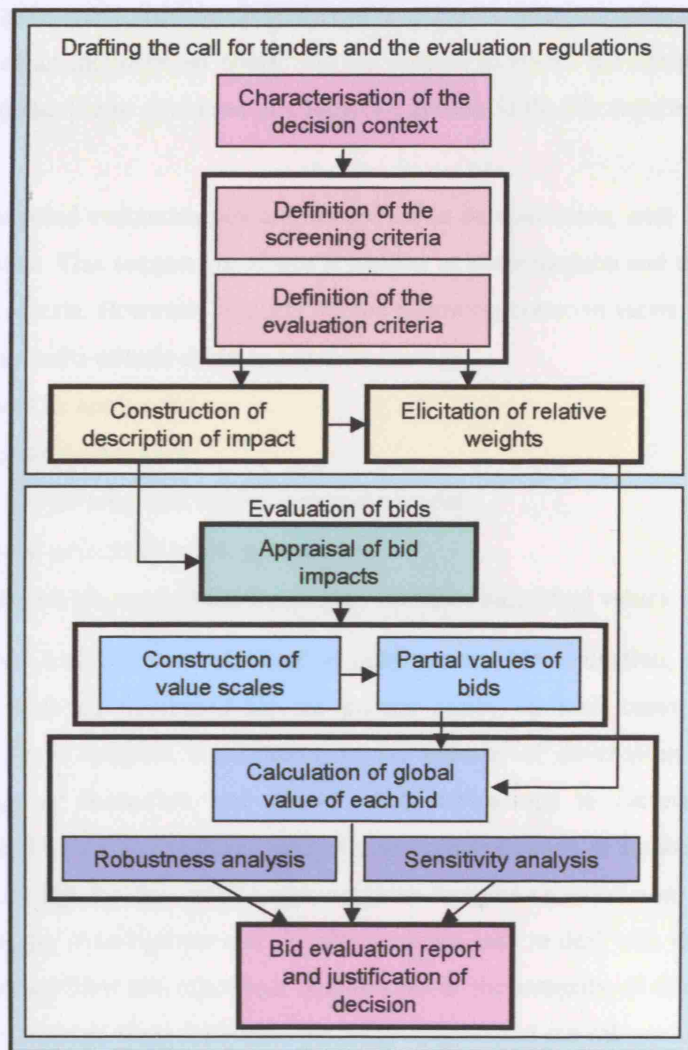 Drafting the call for tenders and the evaluation regulations
Characterisation of the
decision context
Definition of the
screening criteria
Definition of the
evaluation criteria
Construction of
description of impact
Elicitation of relative
weights
Evaluation of bids
Appraisal of bid
impacts
Construction of
value scales
Partial values of
bids
Calculation of global
value of each bid
Robustness analysis
Sensitivity analysis
Bid evaluation report
and justification of
decision